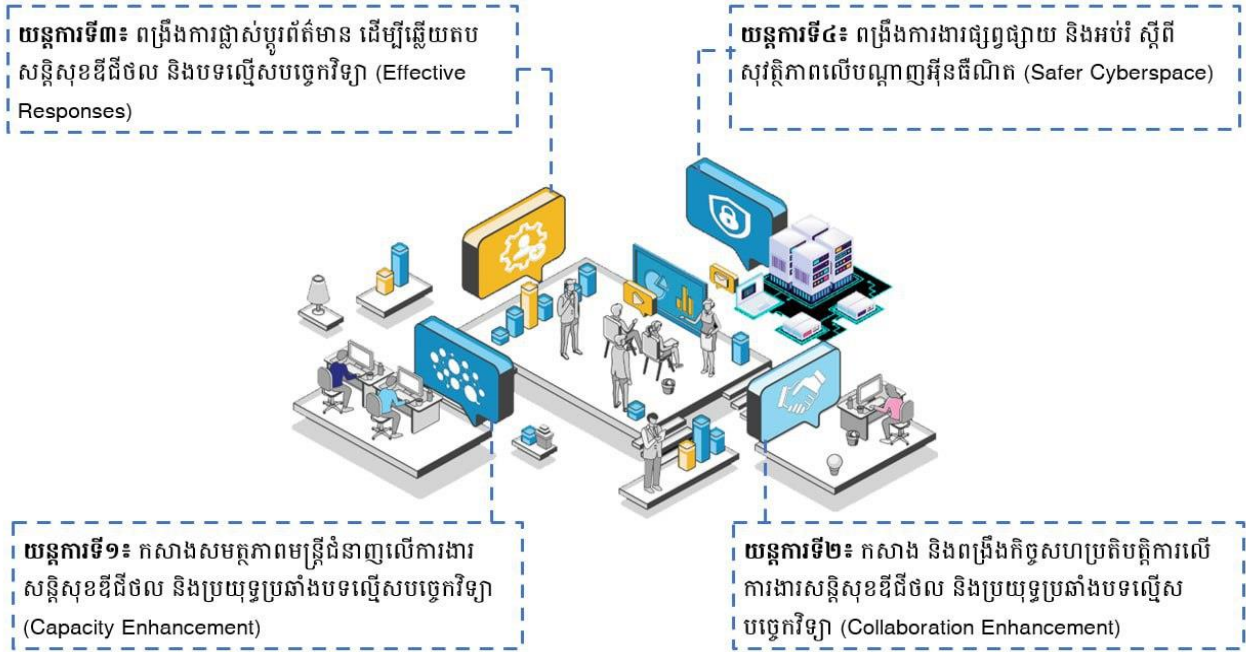 យន្តការទី៣៖ ពង្រឹងការផ្លាស់ប្តូរព័ត៌មាន ដើម្បីឆ្លើយតប
សន្តិសុខឌីជីថល និងបទល្មើសបច្ចេកវិទ្យា (Effective
Responses)
យន្តការទី៤៖ ពង្រឹងការងារផ្សព្វផ្សាយ និងអប់រំ ស្តីពី
សុវត្ថិភាពលើបណ្តាញអ៊ីនធឺណិត (Safer Cyberspace)
យន្តការទី១៖ កសាងសមត្ថភាពមន្ត្រីជំនាញលើការងារ
សន្តិសុខឌីជីថល និងប្រយុទ្ធប្រឆាំងបទល្មើសបច្ចេកវិទ្យា
(Capacity Enhancement)
យន្តការទី២៖ កសាង និងពង្រឹងកិច្ចសហប្រតិបត្តិការលើ
ការងារសន្តិសុខឌីជីថល និងប្រយុទ្ធប្រឆាំងបទល្មើស
បច្ចេកវិទ្យា (Collaboration Enhancement)